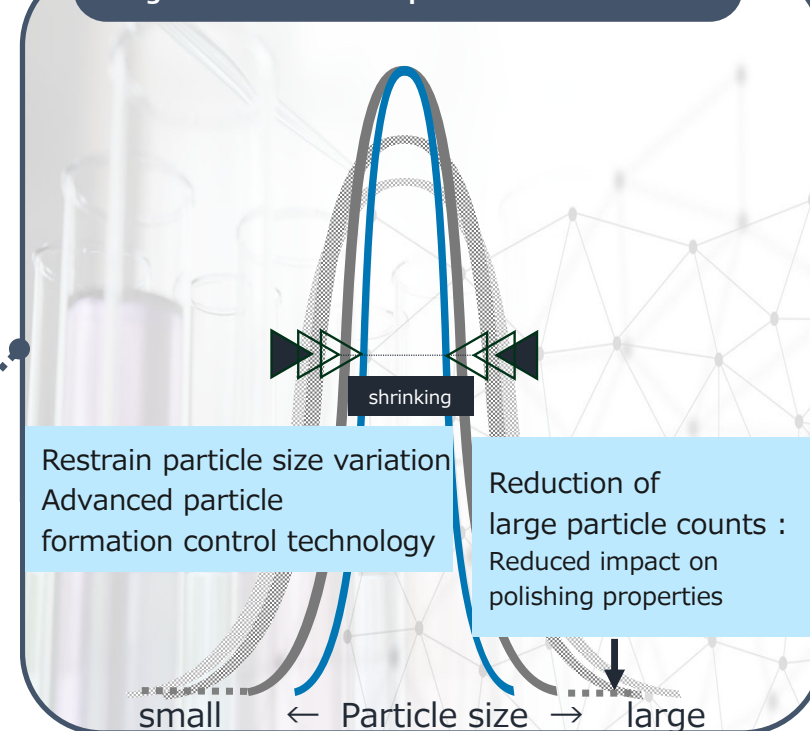 shrinking
Restrain particle size variation
Advanced particle
formation control technology
Reduction of
large particle counts :
Reduced impact on
polishing properties
small ← Particle size → large